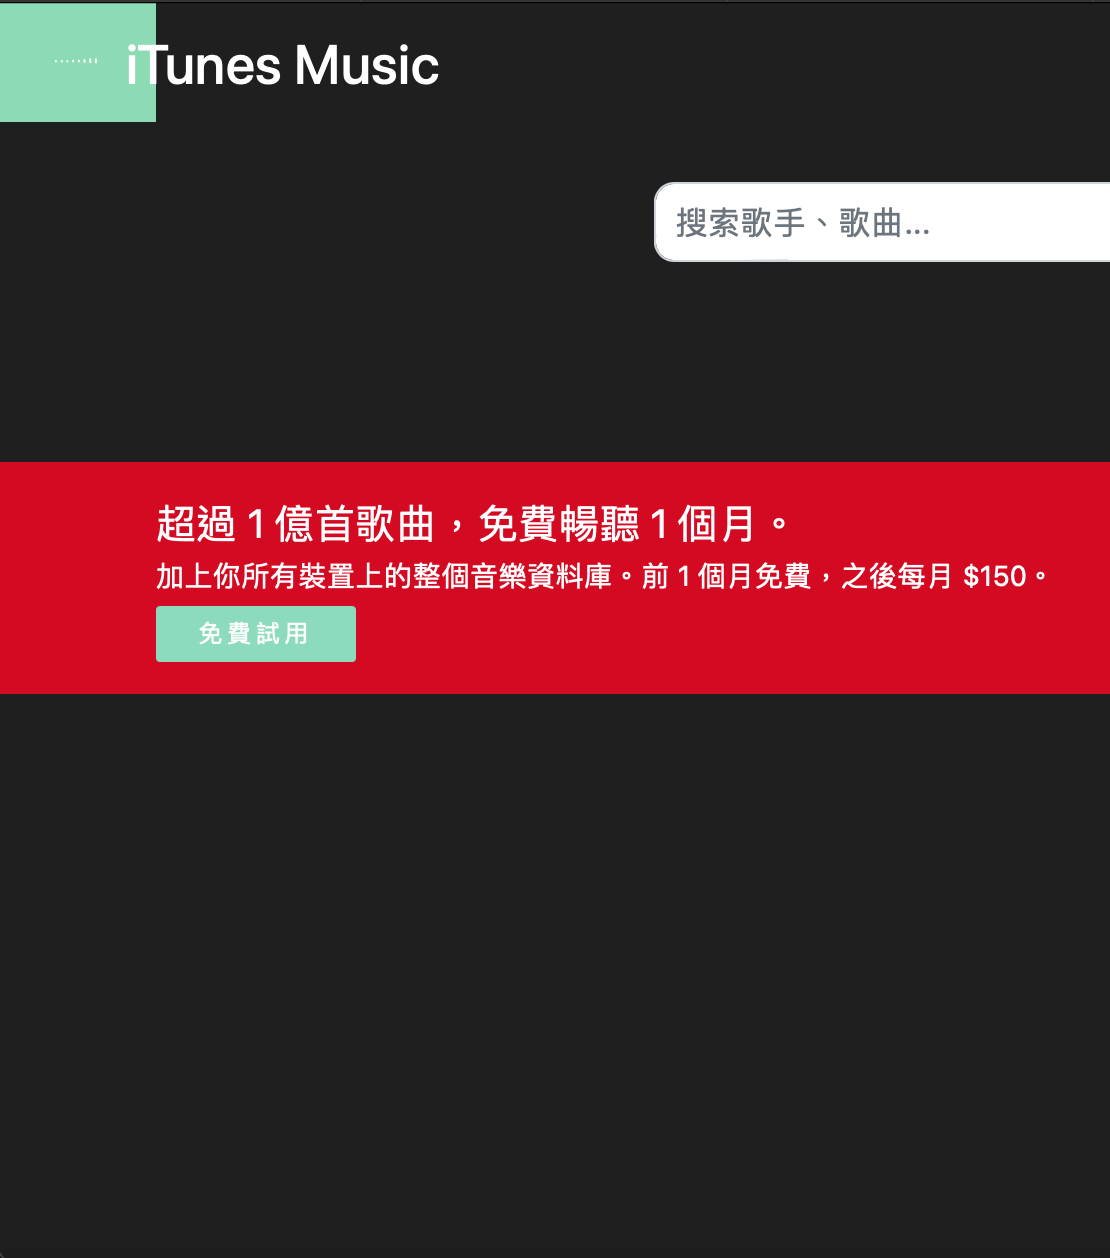 iTunes Music
搜索歌手、歌曲...
超過 1 億首歌曲，免費暢聽 1 個月。
加上你所有裝置上的整個音樂資料庫。前 1 個月免費，之後每月 $150。
免費試用